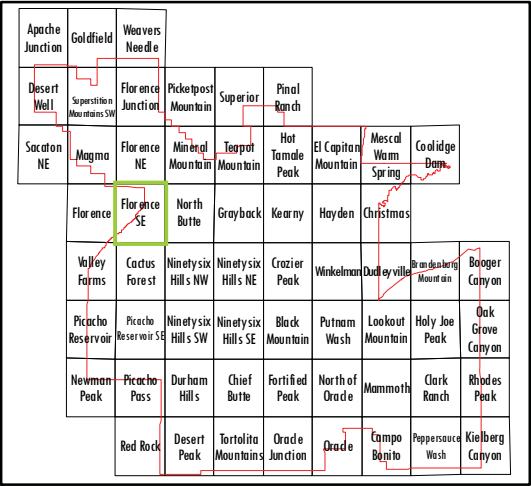 Apache Junction
Goldfield
Weavers Needle
Desert Well
Superstition Mountains SW
Florence Junction
Picketpost Mountain
Superior
Pinal Ranch
Sacaton NE
Magma
Florence NE
Mineral Mountain
Teapot Mountain
Hot Tamale Peak
El Capitan Mountain
Mescal Warm Spring
Coolidge Dam
Florence
Florence SE
North Butte
Grayback
Kearny
Hayden
Christmas
Valley Farms
Cactus Forest
Ninetysix Hills NW
Ninetysix Hills NE
Crozier Peak
Winkelman
Dudleyville
Brandenberg Mountain
Booger Canyon
Picacho Reservoir
Picacho Reservoir SE
Ninetysix Hills SW
Ninetysix Hills SE
Black Mountain
Putnam Wash
Lookout Mountain
Holy Joe Peak
Oak Grove Canyon
Newman Peak
Picacho Pass
Durham Hills
Chief Butte
Fortified Peak
North of Oracle
Mammoth
Clark Ranch
Rhodes Peak
Red Rock
Desert Peak
Tortolita Mountains
Oracle Junction
Oracle
Campo Bonito
Peppersauce Wash
Kielberg Canyon